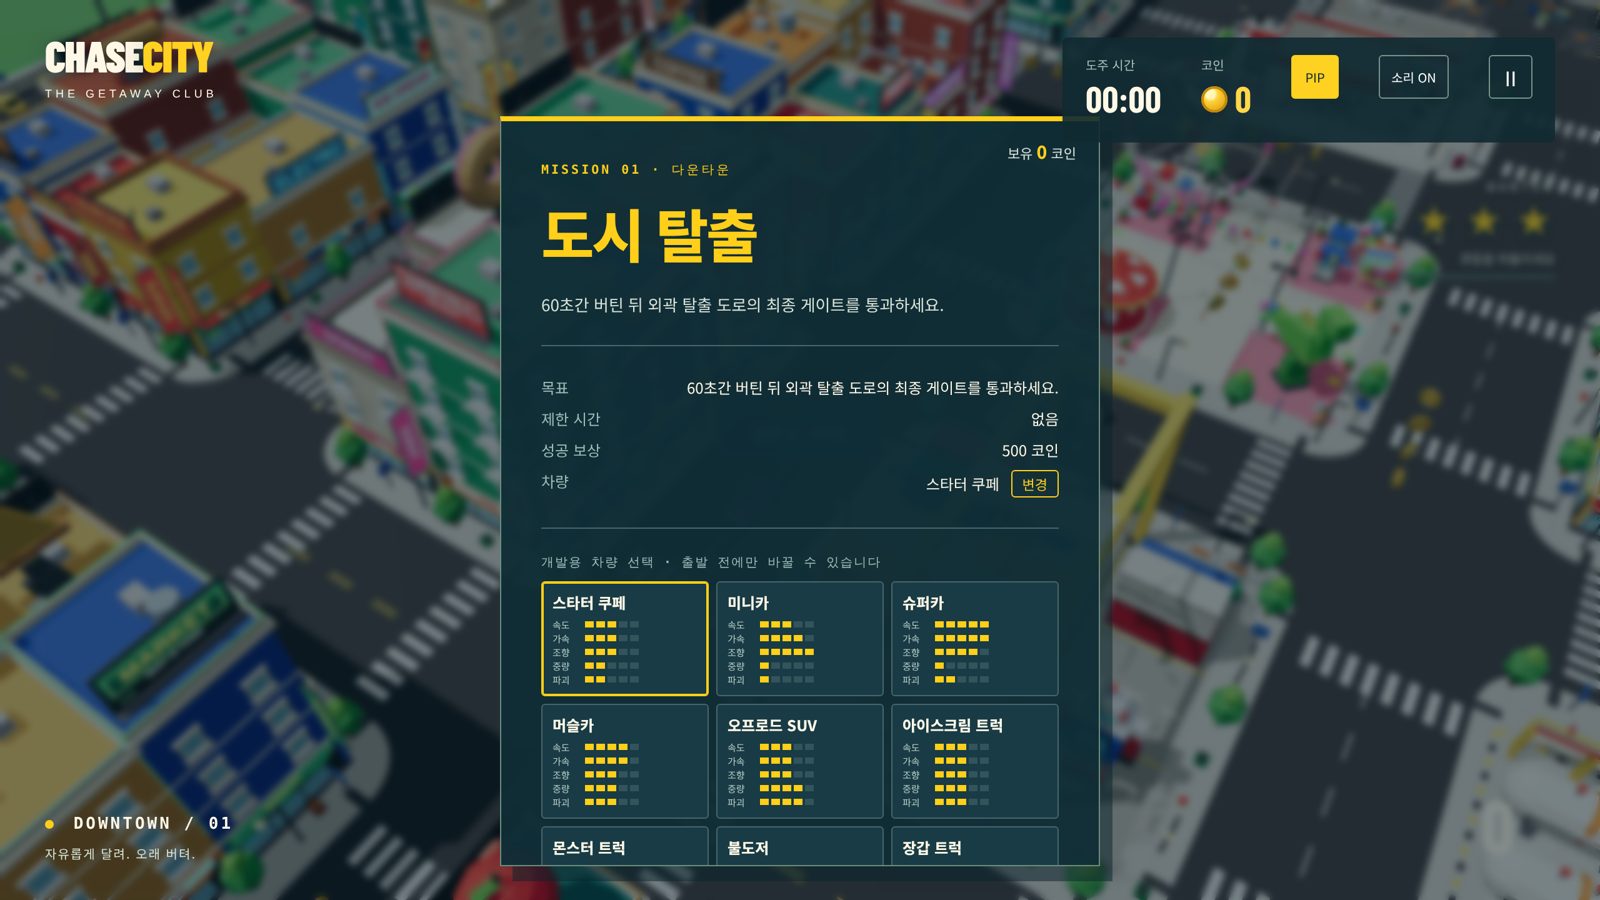 CHASECITY
THE GETAWAY CLUB
도주 시간
00:00
코인
0
PIP
소리 ON
보유 0 코인
MISSION 01 · 다운타운
도시 탈출
60초간 버틴 뒤 외곽 탈출 도로의 최종 게이트를 통과하세요.
목표 60초간 버틴 뒤 외곽 탈출 도로의 최종 게이트를 통과하세요.
제한 시간 없음
성공 보상 500 코인
차량 스타터 쿠페 변경
개발용 차량 선택 · 출발 전에만 바꿀 수 있습니다
스타터 쿠페
속도
가속
조향
중량
파괴
미니카
속도
가속
조향
중량
파괴
슈퍼카
속도
가속
조향
중량
파괴
머슬카
속도
가속
조향
중량
파괴
오프로드 SUV
속도
가속
조향
중량
파괴
아이스크림 트럭
속도
가속
조향
중량
파괴
몬스터 트럭
불도저
장갑 트럭
MARKET
DOWNTOWN / 01
자유롭게 달려. 오래 버텨.